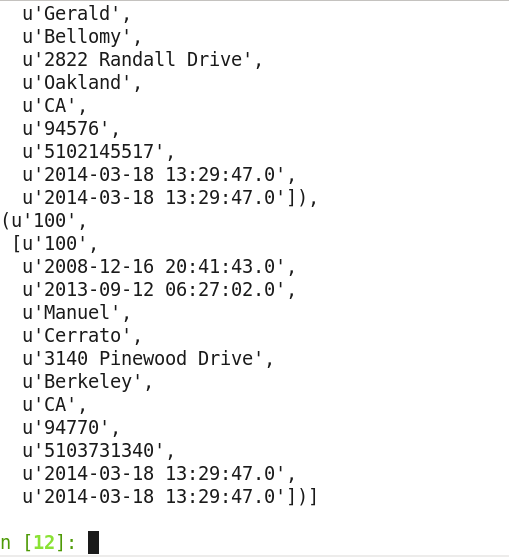 u'Gerald',
u'Bellomy',
u'2822 Randall Drive',
u'Oakland',
u'CA',
u'94576',
u'5102145517',
u'2014-03-18 13:29:47.0',
u'2014-03-18 13:29:47.0']),
(u'100',
[u'100',
u'2008-12-16 20:41:43.0',
u'2013-09-12 06:27:02.0',
u'Manuel',
u'Cerrato',
u'3140 Pinewood Drive',
u'Berkeley',
u'CA',
u'94770',
u'5103731340',
u'2014-03-18 13:29:47.0',
u'2014-03-18 13:29:47.0'])]
n [12]: